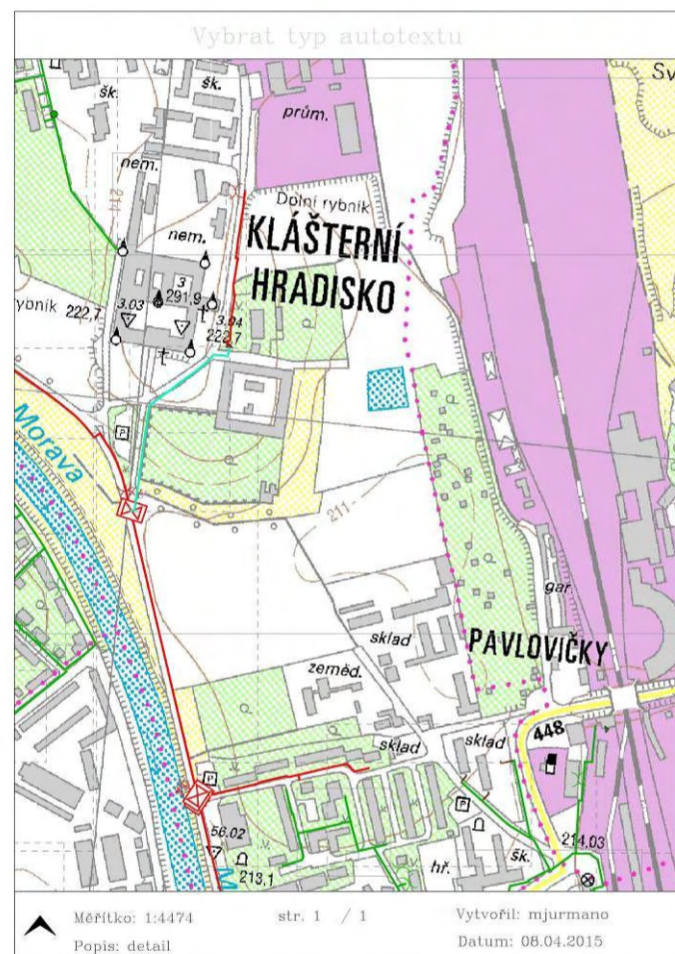 Vybrat typ autotextu
Sv
šk.
šk.
prům.
nem.
211
Dolní rybník
nem.
KLÁŠTERNÍ
HRADISKO
3
291,9
ybník 222,7
3.03
3.04
222,7
Morava
P
211
gar.
sklad
PAVLOVIČKY
zeměd.
sklad
sklad
448
P
P
56.02
214.03
213,1
hř.
šk.
M
Měřítko: 1:4474
str. 1 / 1
Vytvořil: mjurmano
Popis: detail
Datum: 08.04.2015